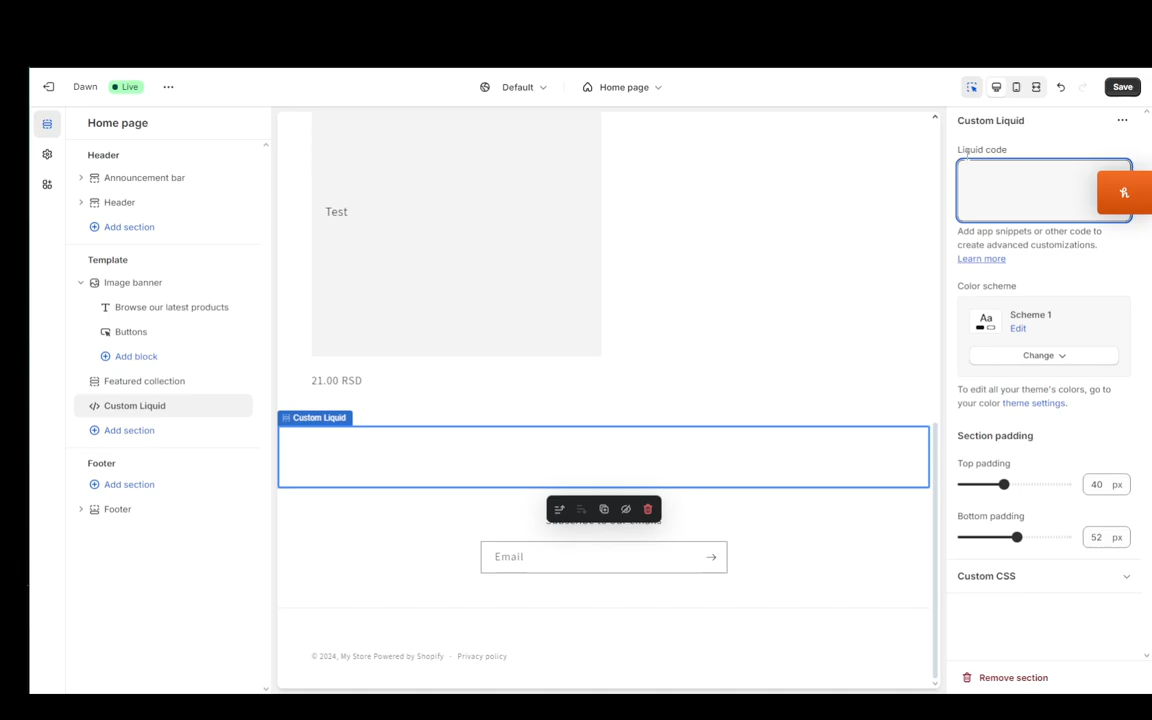 Dawn Live Default Home page Save
Home page
Header
Announcement bar
Header
Add section
Template
Image banner
Browse our latest products
Buttons
Add block
Featured collection
Custom Liquid
Add section
Footer
Add section
Footer
Test
21.00 RSD
Custom Liquid
Email
© 2024, My Store Powered by Shopify · Privacy policy
Custom Liquid
Liquid code
Add app snippets or other code to
create advanced customizations.
Learn more
Color scheme
Aa
Scheme 1
Edit
Change
To edit all your theme's colors, go to
your color theme settings.
Section padding
Top padding
40 px
Bottom padding
52 px
Custom CSS
Remove section